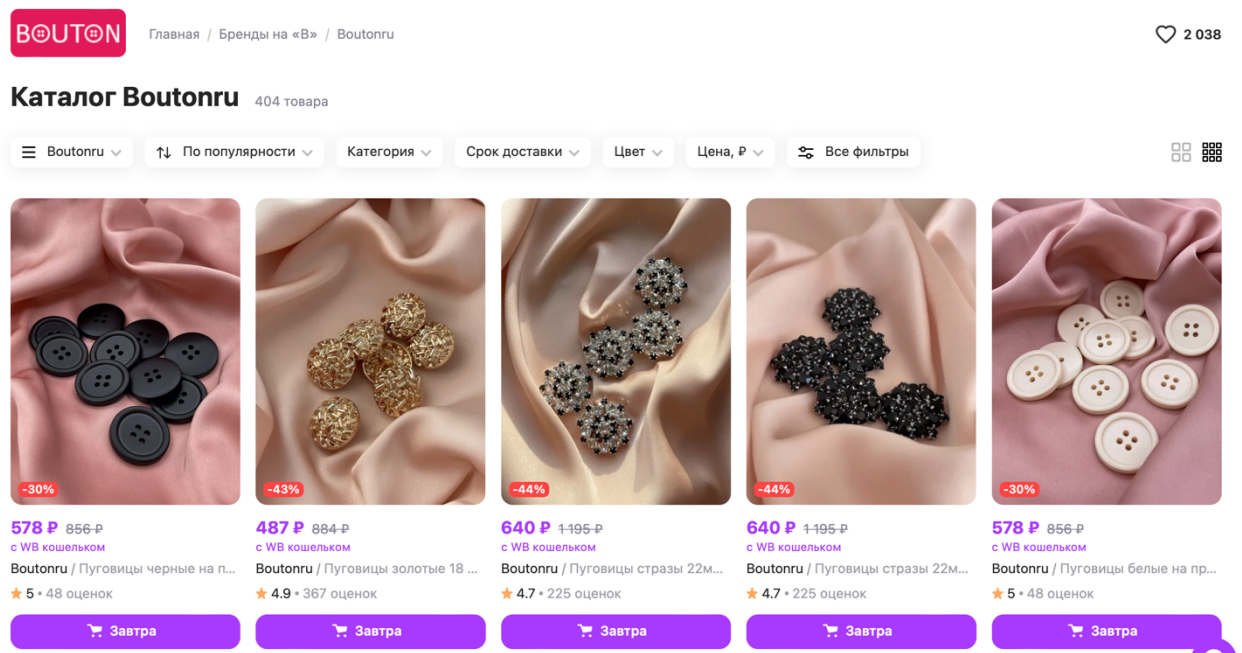 BOUTON
Главная / Бренды на «B» / Boutonru
2 038
Каталог Boutonru 404 товара
Boutonru По популярности Категория Срок доставки Цвет Цена, ₽ Все фильтры
-30% -43% -44% -44% -30%
578 ₽ 856 ₽ 487 ₽ 884 ₽ 640 ₽ 1 195 ₽ 640 ₽ 1 195 ₽ 578 ₽ 856 ₽
с WB кошельком с WB кошельком с WB кошельком с WB кошельком с WB кошельком
Boutonru / Пуговицы черные на п... Boutonru / Пуговицы золотые 18 ... Boutonru / Пуговицы стразы 22м... Boutonru / Пуговицы стразы 22м... Boutonru / Пуговицы белые на пр...
5 • 48 оценок 4.9 • 367 оценок 4.7 • 225 оценок 4.7 • 225 оценок 5 • 48 оценок
Завтра Завтра Завтра Завтра Завтра